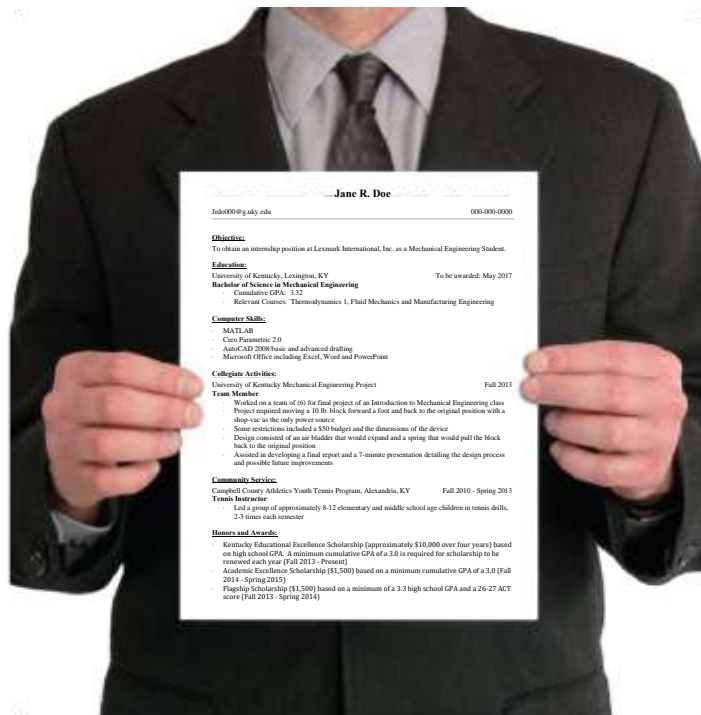 Jane R. Doe
Jrdo000@g.uky.edu 000-000-0000
Objective:
To obtain an internship position at Lexmark International, Inc. as a Mechanical Engineering Student.
Education:
University of Kentucky, Lexington, KY To be awarded: May 2017
Bachelor of Science in Mechanical Engineering
· Cumulative GPA: 3.32
· Relevant Courses: Thermodynamics 1, Fluid Mechanics and Manufacturing Engineering
Computer Skills:
· MATLAB
· Creo Parametric 2.0
· AutoCAD 2008/basic and advanced drafting
· Microsoft Office including Excel, Word and PowerPoint
Collegiate Activities:
University of Kentucky Mechanical Engineering Project Fall 2013
Team Member
· Worked on a team of (6) for final project of an Introduction to Mechanical Engineering class
· Project required moving a 10 lb. block forward a foot and back to the original position with a
shop-vac as the only power source
· Some restrictions included a $50 budget and the dimensions of the device
· Design consisted of an air bladder that would expand and a spring that would pull the block
back to the original position
· Assisted in developing a final report and a 7-minute presentation detailing the design process
and possible future improvements
Community Service:
Campbell County Athletics Youth Tennis Program, Alexandria, KY Fall 2010 - Spring 2013
Tennis Instructor
· Led a group of approximately 8-12 elementary and middle school age children in tennis drills,
2-3 times each semester
Honors and Awards:
· Kentucky Educational Excellence Scholarship (approximately $10,000 over four years) based
on high school GPA. A minimum cumulative GPA of a 3.0 is required for scholarship to be
renewed each year (Fall 2013 - Present)
· Academic Excellence Scholarship ($1,500) based on a minimum cumulative GPA of a 3.0 (Fall
2014 - Spring 2015)
· Flagship Scholarship ($1,500) based on a minimum of a 3.3 high school GPA and a 26-27 ACT
score (Fall 2013 - Spring 2014)